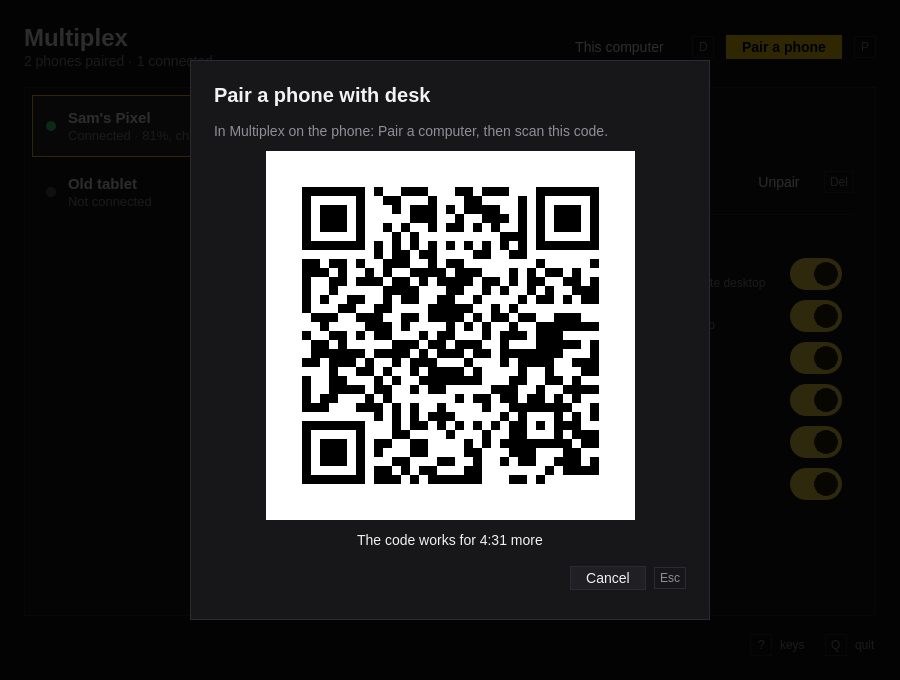 Multiplex
2 phones paired · 1 connected
This computer D Pair a phone P
Pair a phone with desk
In Multiplex on the phone: Pair a computer, then scan this code.
Sam's Pixel
Connected · 81%, ch
Old tablet
Not connected
Unpair Del
te desktop
The code works for 4:31 more
Cancel Esc
? keys Q quit